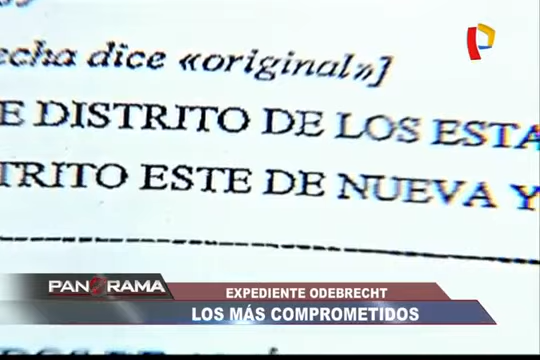 echa dice «original»]
E DISTRITO DE LOS ESTA
TRITO ESTE DE NUEVA Y
PANORAMA
EXPEDIENTE ODEBRECHT
LOS MÁS COMPROMETIDOS